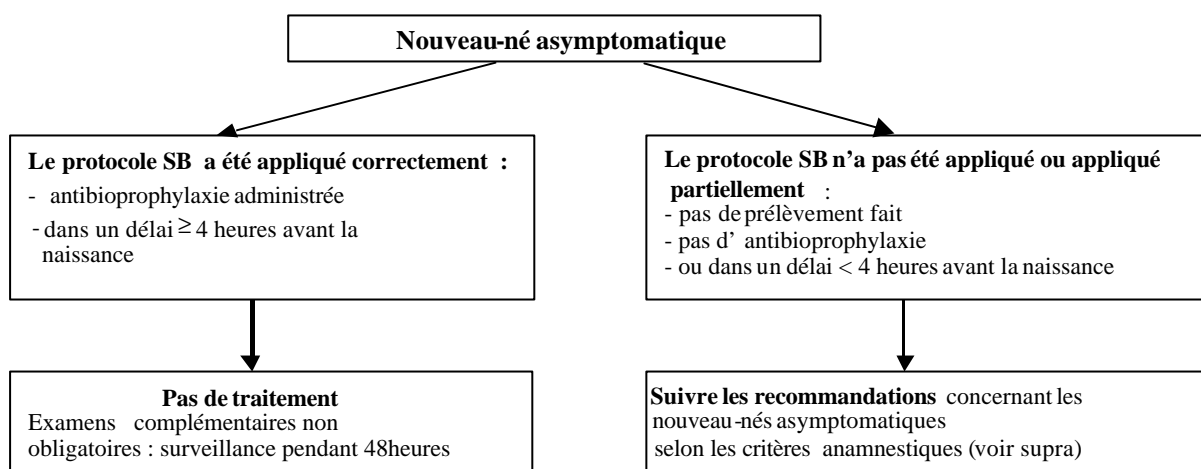 Nouveau-né asymptomatique
Le protocole SB a été appliqué correctement :
- antibioprophylaxie administrée
- dans un délai ≥ 4 heures avant la
naissance
Le protocole SB n’a pas été appliqué ou appliqué
partiellement :
- pas de prélèvement fait
- pas d’ antibioprophylaxie
- ou dans un délai < 4 heures avant la naissance
Pas de traitement
Examens complémentaires non
obligatoires : surveillance pendant 48heures
Suivre les recommandations concernant les
nouveau-nés asymptomatiques
selon les critères anamnestiques (voir supra)